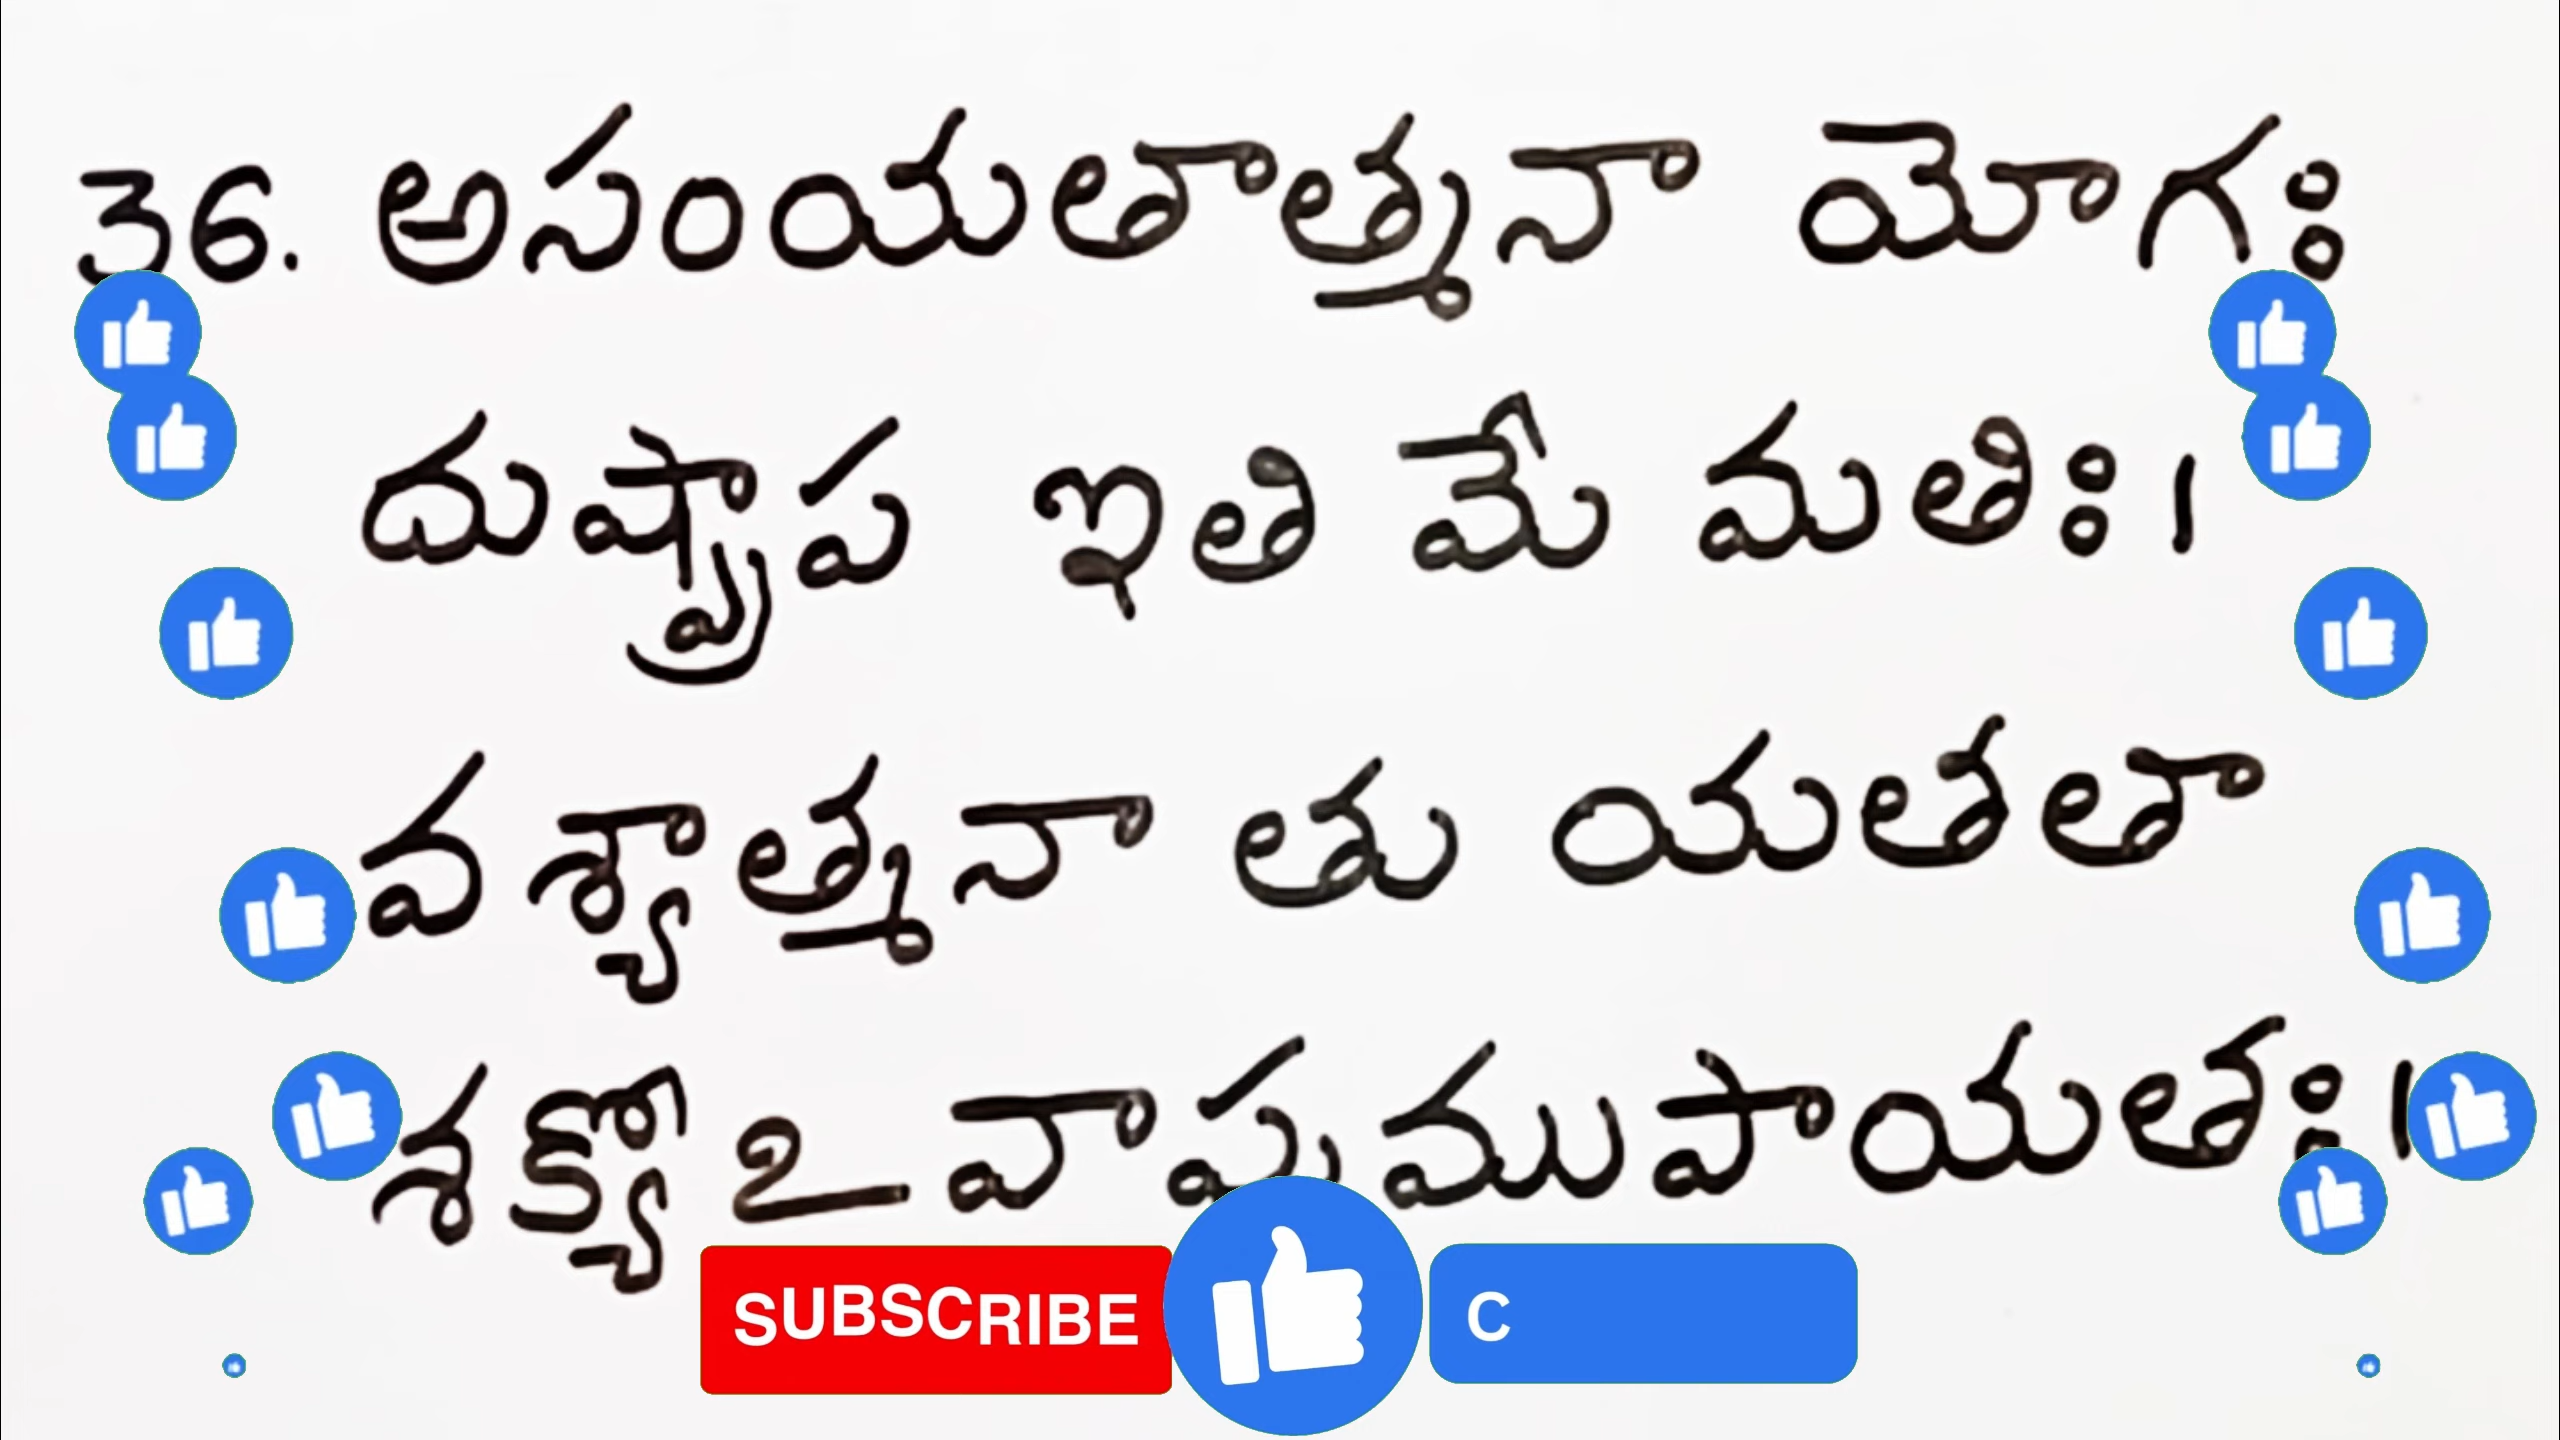 36. అసంయతాత్మనా యోగః
దుష్ప్రాప ఇతి మే మతిః।
వశ్యాత్మనా తు యతతా
శక్యోఽవాప్తుముపాయతః।
SUBSCRIBE
C